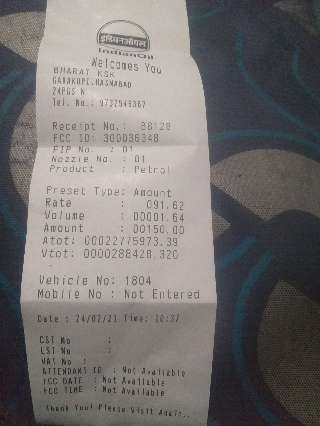 इंडियनऑयल
IndianOil
Welcomes You
BHARAT KSK
GARAKUPI,HASNABAD
24PGS N
Tel. No.: 9732549367
Receipt No.: 88128
FCC ID: 300036348
FIP No. : 01
Nozzle No. : 01
Product : Petrol
Preset Type: Amount
Rate : 091.62
Volume : 00001.64
Amount : 00150.00
Atot: 00022775973.39
Vtot: 0000288428.320
Vehicle No: 1804
Mobile No : Not Entered
Date : 24/02/21 Time:
CST No :
LST No :
VAT No :
ATTENDANT ID : Not Available
FCC DATE : Not Available
FCC TIME : Not Available
Thank You! Please Visit Again..